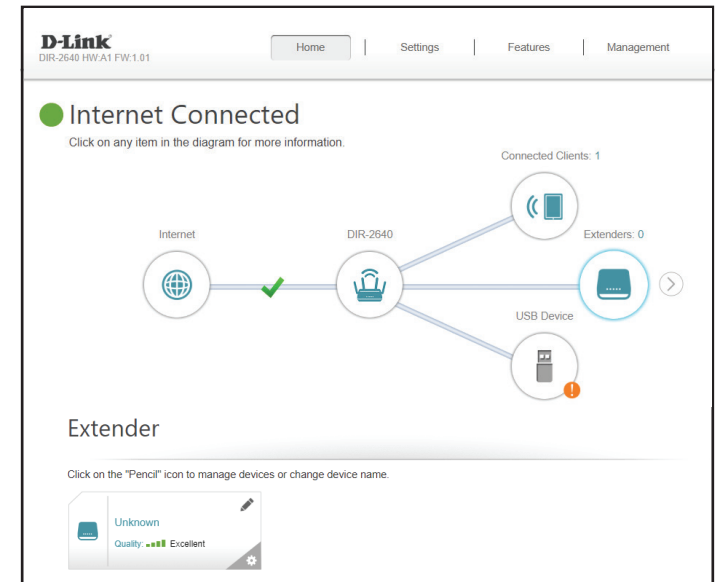 D-Link
DIR-2640 HW:A1 FW:1.01
Home
Settings
Features
Management
Internet Connected
Click on any item in the diagram for more information.
Connected Clients: 1
Internet
DIR-2640
Extenders: 0
USB Device
Extender
Click on the "Pencil" icon to manage devices or change device name.
Unknown
Quality: Excellent